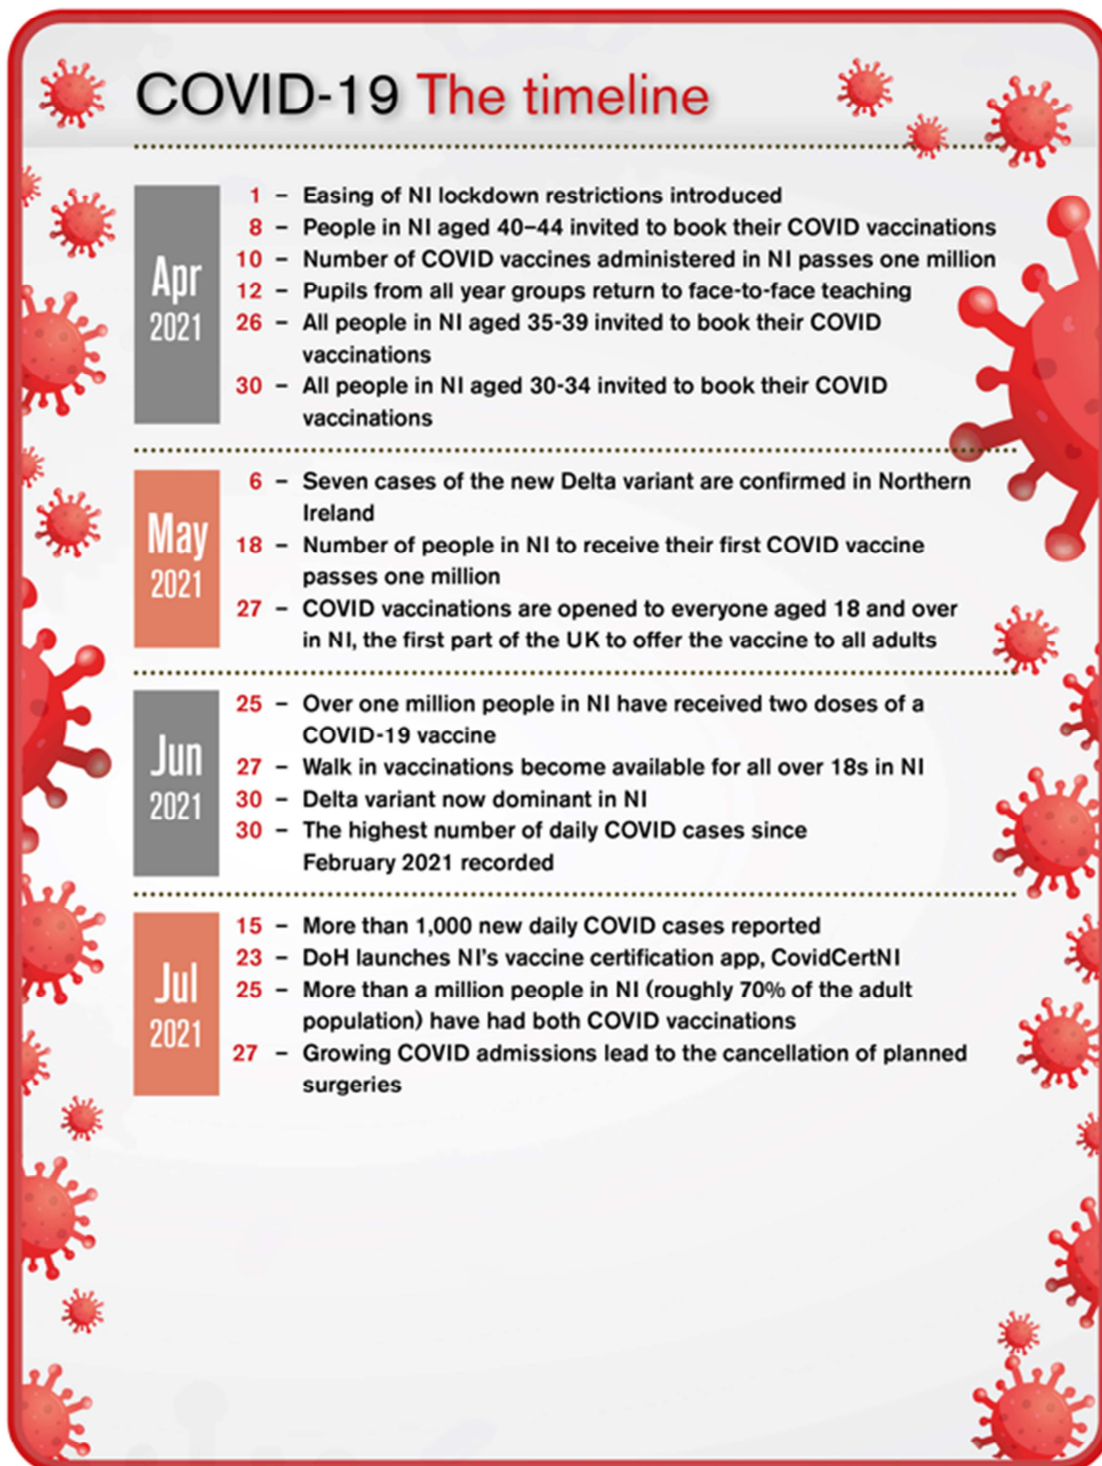 COVID-19 The timeline
Apr
2021
1 – Easing of NI lockdown restrictions introduced
8 – People in NI aged 40–44 invited to book their COVID vaccinations
10 – Number of COVID vaccines administered in NI passes one million
12 – Pupils from all year groups return to face-to-face teaching
26 – All people in NI aged 35-39 invited to book their COVID
vaccinations
30 – All people in NI aged 30-34 invited to book their COVID
vaccinations
May
2021
6 – Seven cases of the new Delta variant are confirmed in Northern
Ireland
18 – Number of people in NI to receive their first COVID vaccine
passes one million
27 – COVID vaccinations are opened to everyone aged 18 and over
in NI, the first part of the UK to offer the vaccine to all adults
Jun
2021
25 – Over one million people in NI have received two doses of a
COVID-19 vaccine
27 – Walk in vaccinations become available for all over 18s in NI
30 – Delta variant now dominant in NI
30 – The highest number of daily COVID cases since
February 2021 recorded
Jul
2021
15 – More than 1,000 new daily COVID cases reported
23 – DoH launches NI's vaccine certification app, CovidCertNI
25 – More than a million people in NI (roughly 70% of the adult
population) have had both COVID vaccinations
27 – Growing COVID admissions lead to the cancellation of planned
surgeries